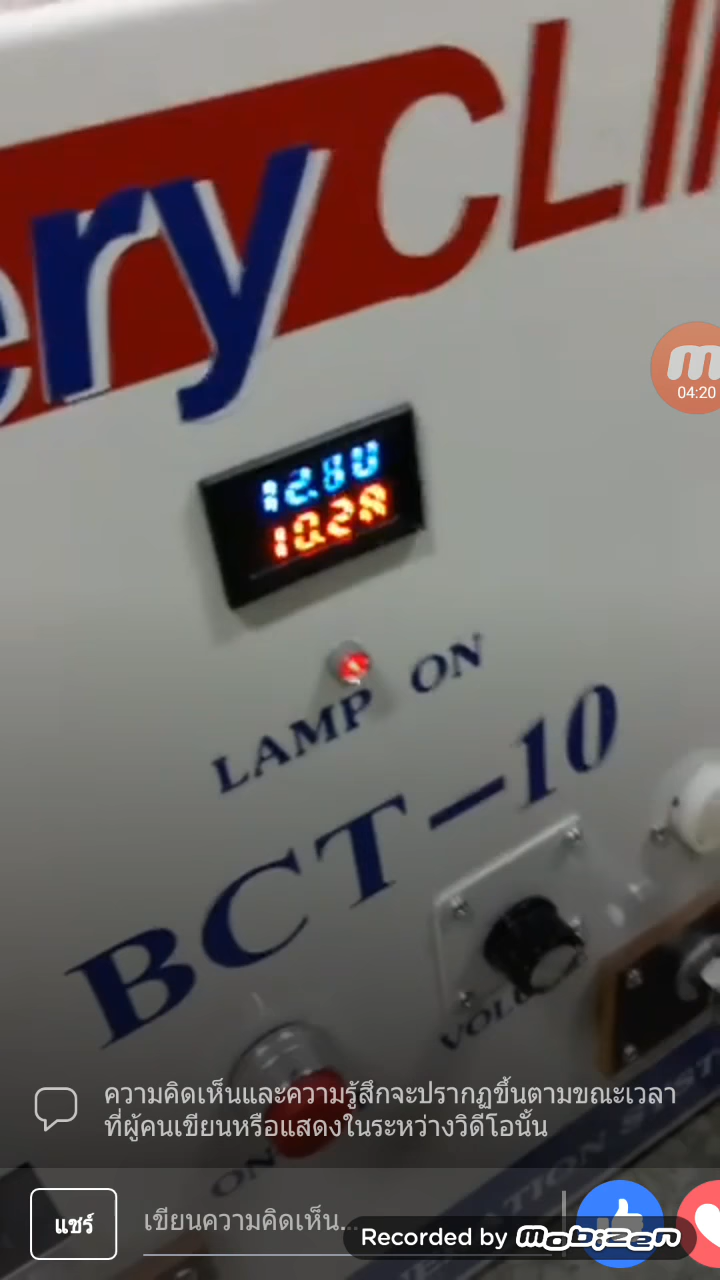 ery CLI
04:20
10.2A
LAMP ON
BCT-10
ON
ความคิดเห็นและความรู้สึกจะปรากฏขึ้นตามขณะเวลา
ที่ผู้คนเขียนหรือแสดงในระหว่างวิดีโอนั้น
แชร์
เขียนความคิดเห็น...
Recorded by mobizen